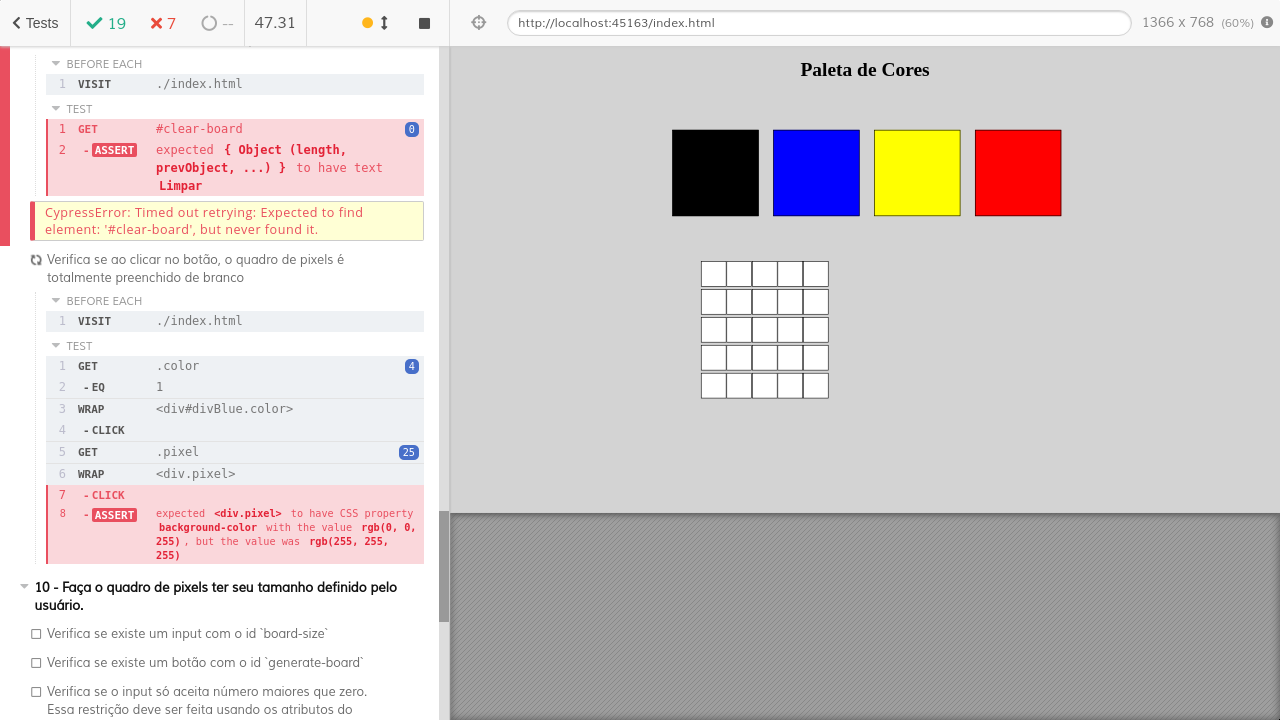 Tests 19 7 -- 47.31
http://localhost:45163/index.html 1366 x 768 (60%)
BEFORE EACH
1 VISIT ./index.html
TEST
1 GET #clear-board 0
2 - ASSERT expected { Object (length,
prevObject, ...) } to have text
Limpar
CypressError: Timed out retrying: Expected to find
element: '#clear-board', but never found it.
Verifica se ao clicar no botão, o quadro de pixels é
totalmente preenchido de branco
BEFORE EACH
1 VISIT ./index.html
TEST
1 GET .color 4
2 - EQ 1
3 WRAP <div#divBlue.color>
4 - CLICK
5 GET .pixel 25
6 WRAP <div.pixel>
7 - CLICK
8 - ASSERT expected <div.pixel> to have CSS property
background-color with the value rgb(0, 0,
255) , but the value was rgb(255, 255,
255)
10 - Faça o quadro de pixels ter seu tamanho definido pelo
usuário.
Verifica se existe um input com o id `board-size`
Verifica se existe um botão com o id `generate-board`
Verifica se o input só aceita número maiores que zero.
Essa restrição deve ser feita usando os atributos do
Paleta de Cores